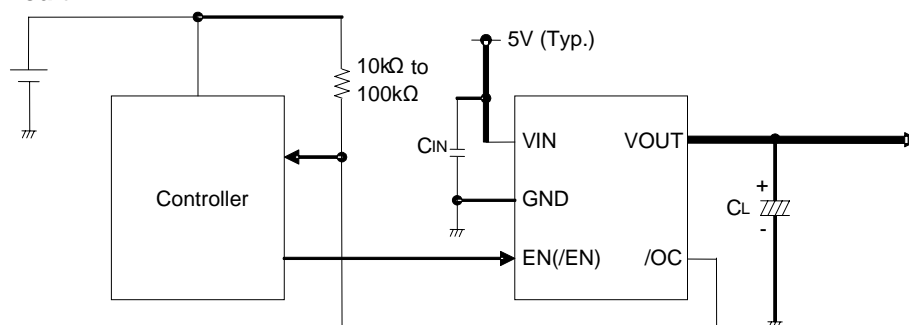 5V (Typ.)
10kΩ to
100kΩ
CIN
VIN
VOUT
Controller
GND
CL
+
-
EN(/EN)
/OC